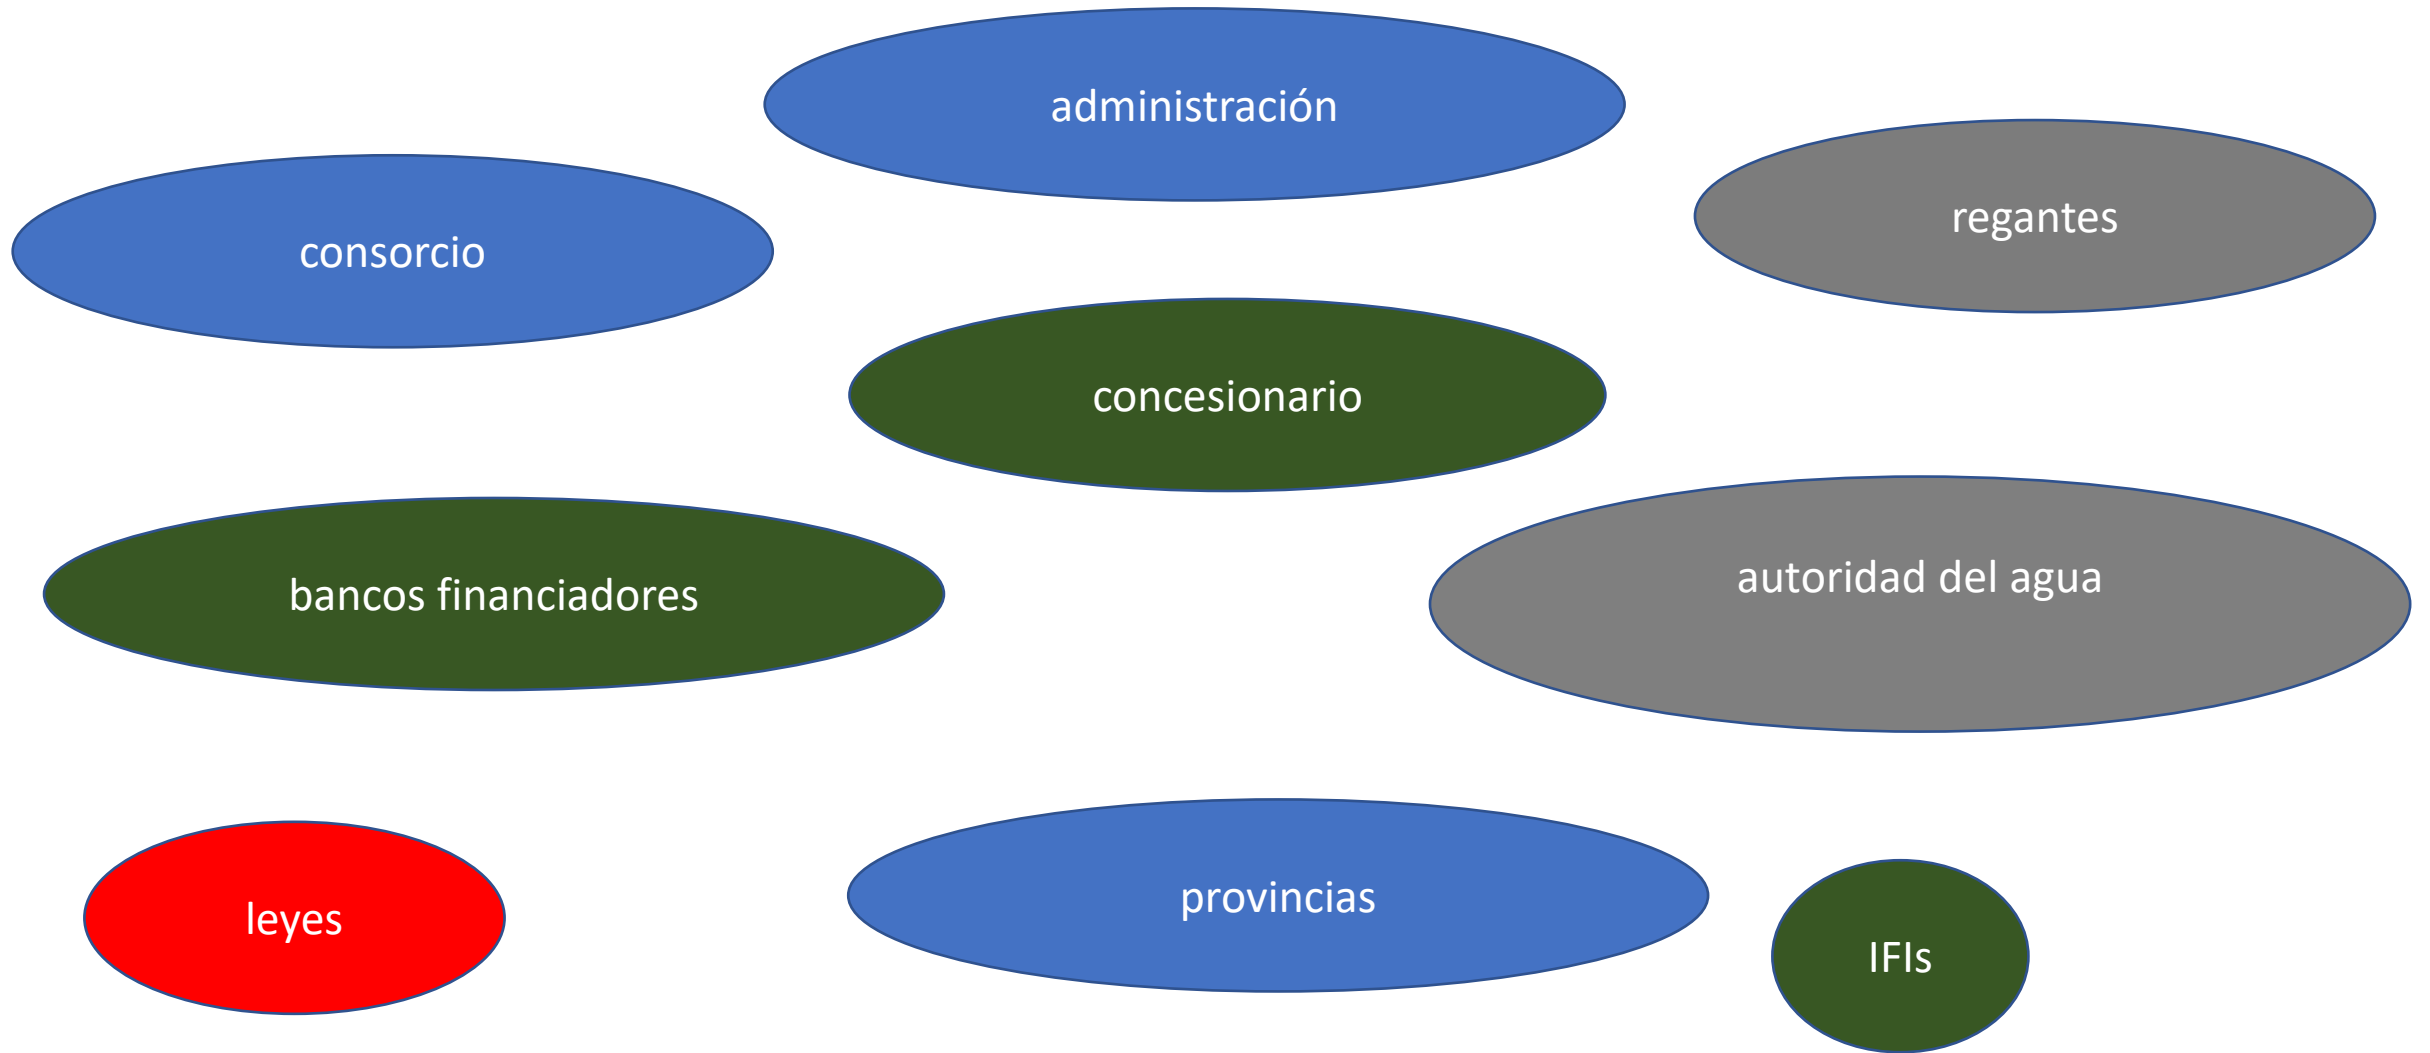 administración
regantes
consorcio
concesionario
autoridad del agua
bancos financiadores
provincias
leyes
IFIs